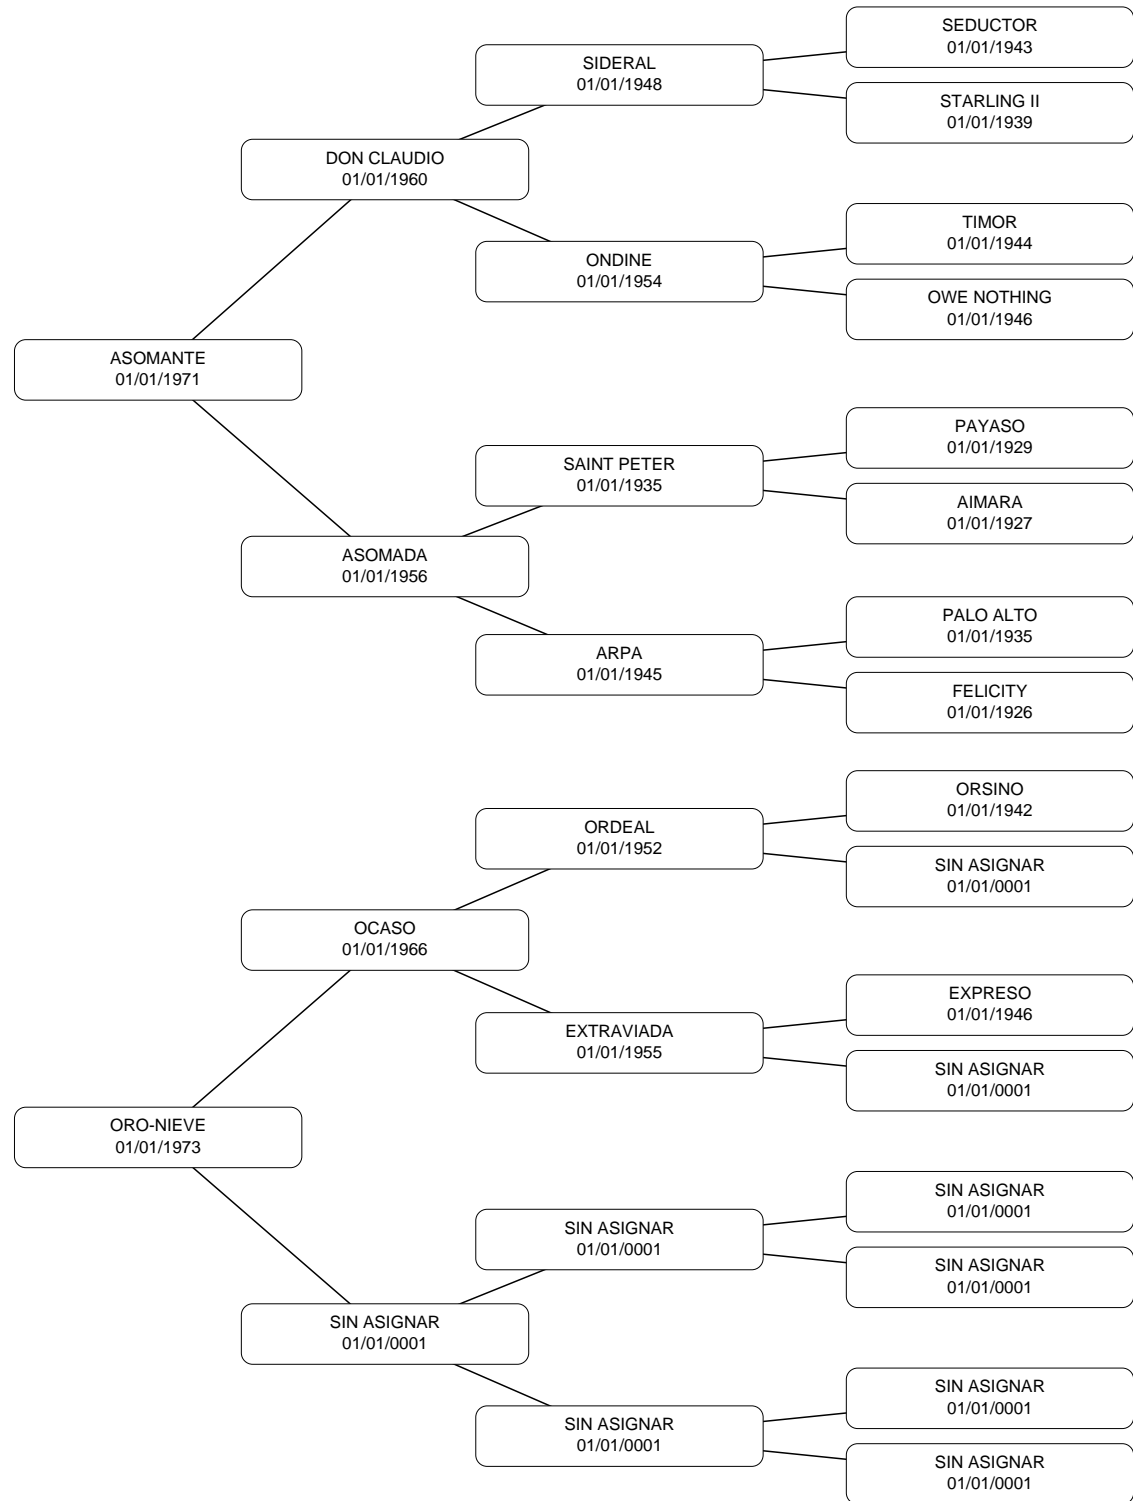 SEDUCTOR
01/01/1943
SIDERAL
01/01/1948
STARLING II
01/01/1939
DON CLAUDIO
01/01/1960
TIMOR
01/01/1944
ONDINE
01/01/1954
OWE NOTHING
01/01/1946
ASOMANTE
01/01/1971
PAYASO
01/01/1929
SAINT PETER
01/01/1935
AIMARA
01/01/1927
ASOMADA
01/01/1956
PALO ALTO
01/01/1935
ARPA
01/01/1945
FELICITY
01/01/1926
ORSINO
01/01/1942
ORDEAL
01/01/1952
SIN ASIGNAR
01/01/0001
OCASO
01/01/1966
EXPRESO
01/01/1946
EXTRAVIADA
01/01/1955
SIN ASIGNAR
01/01/0001
ORO-NIEVE
01/01/1973
SIN ASIGNAR
01/01/0001
SIN ASIGNAR
01/01/0001
SIN ASIGNAR
01/01/0001
SIN ASIGNAR
01/01/0001
SIN ASIGNAR
01/01/0001
SIN ASIGNAR
01/01/0001
SIN ASIGNAR
01/01/0001